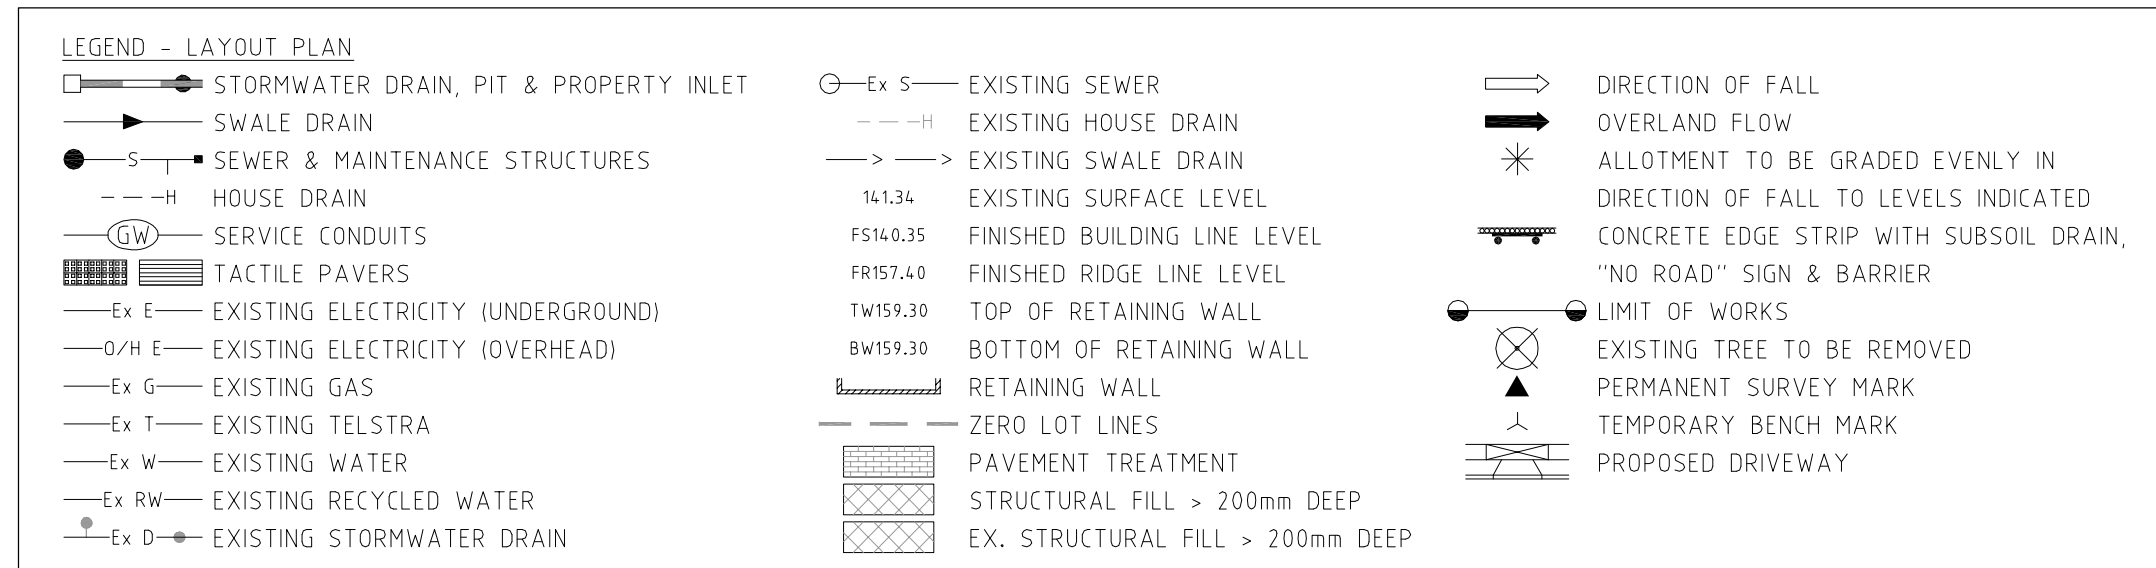 LEGEND - LAYOUT PLAN
STORMWATER DRAIN, PIT & PROPERTY INLET
SWALE DRAIN
S SEWER & MAINTENANCE STRUCTURES
H HOUSE DRAIN
GW SERVICE CONDUITS
TACTILE PAVERS
Ex E EXISTING ELECTRICITY (UNDERGROUND)
O/H E EXISTING ELECTRICITY (OVERHEAD)
Ex G EXISTING GAS
Ex T EXISTING TELSTRA
Ex W EXISTING WATER
Ex RW EXISTING RECYCLED WATER
Ex D EXISTING STORMWATER DRAIN
Ex S EXISTING SEWER
H EXISTING HOUSE DRAIN
> > EXISTING SWALE DRAIN
141.34 EXISTING SURFACE LEVEL
FS140.35 FINISHED BUILDING LINE LEVEL
FR157.40 FINISHED RIDGE LINE LEVEL
TW159.30 TOP OF RETAINING WALL
BW159.30 BOTTOM OF RETAINING WALL
RETAINING WALL
ZERO LOT LINES
PAVEMENT TREATMENT
STRUCTURAL FILL > 200mm DEEP
EX. STRUCTURAL FILL > 200mm DEEP
DIRECTION OF FALL
OVERLAND FLOW
ALLOTMENT TO BE GRADED EVENLY IN
DIRECTION OF FALL TO LEVELS INDICATED
CONCRETE EDGE STRIP WITH SUBSOIL DRAIN,
"NO ROAD" SIGN & BARRIER
LIMIT OF WORKS
EXISTING TREE TO BE REMOVED
PERMANENT SURVEY MARK
TEMPORARY BENCH MARK
PROPOSED DRIVEWAY